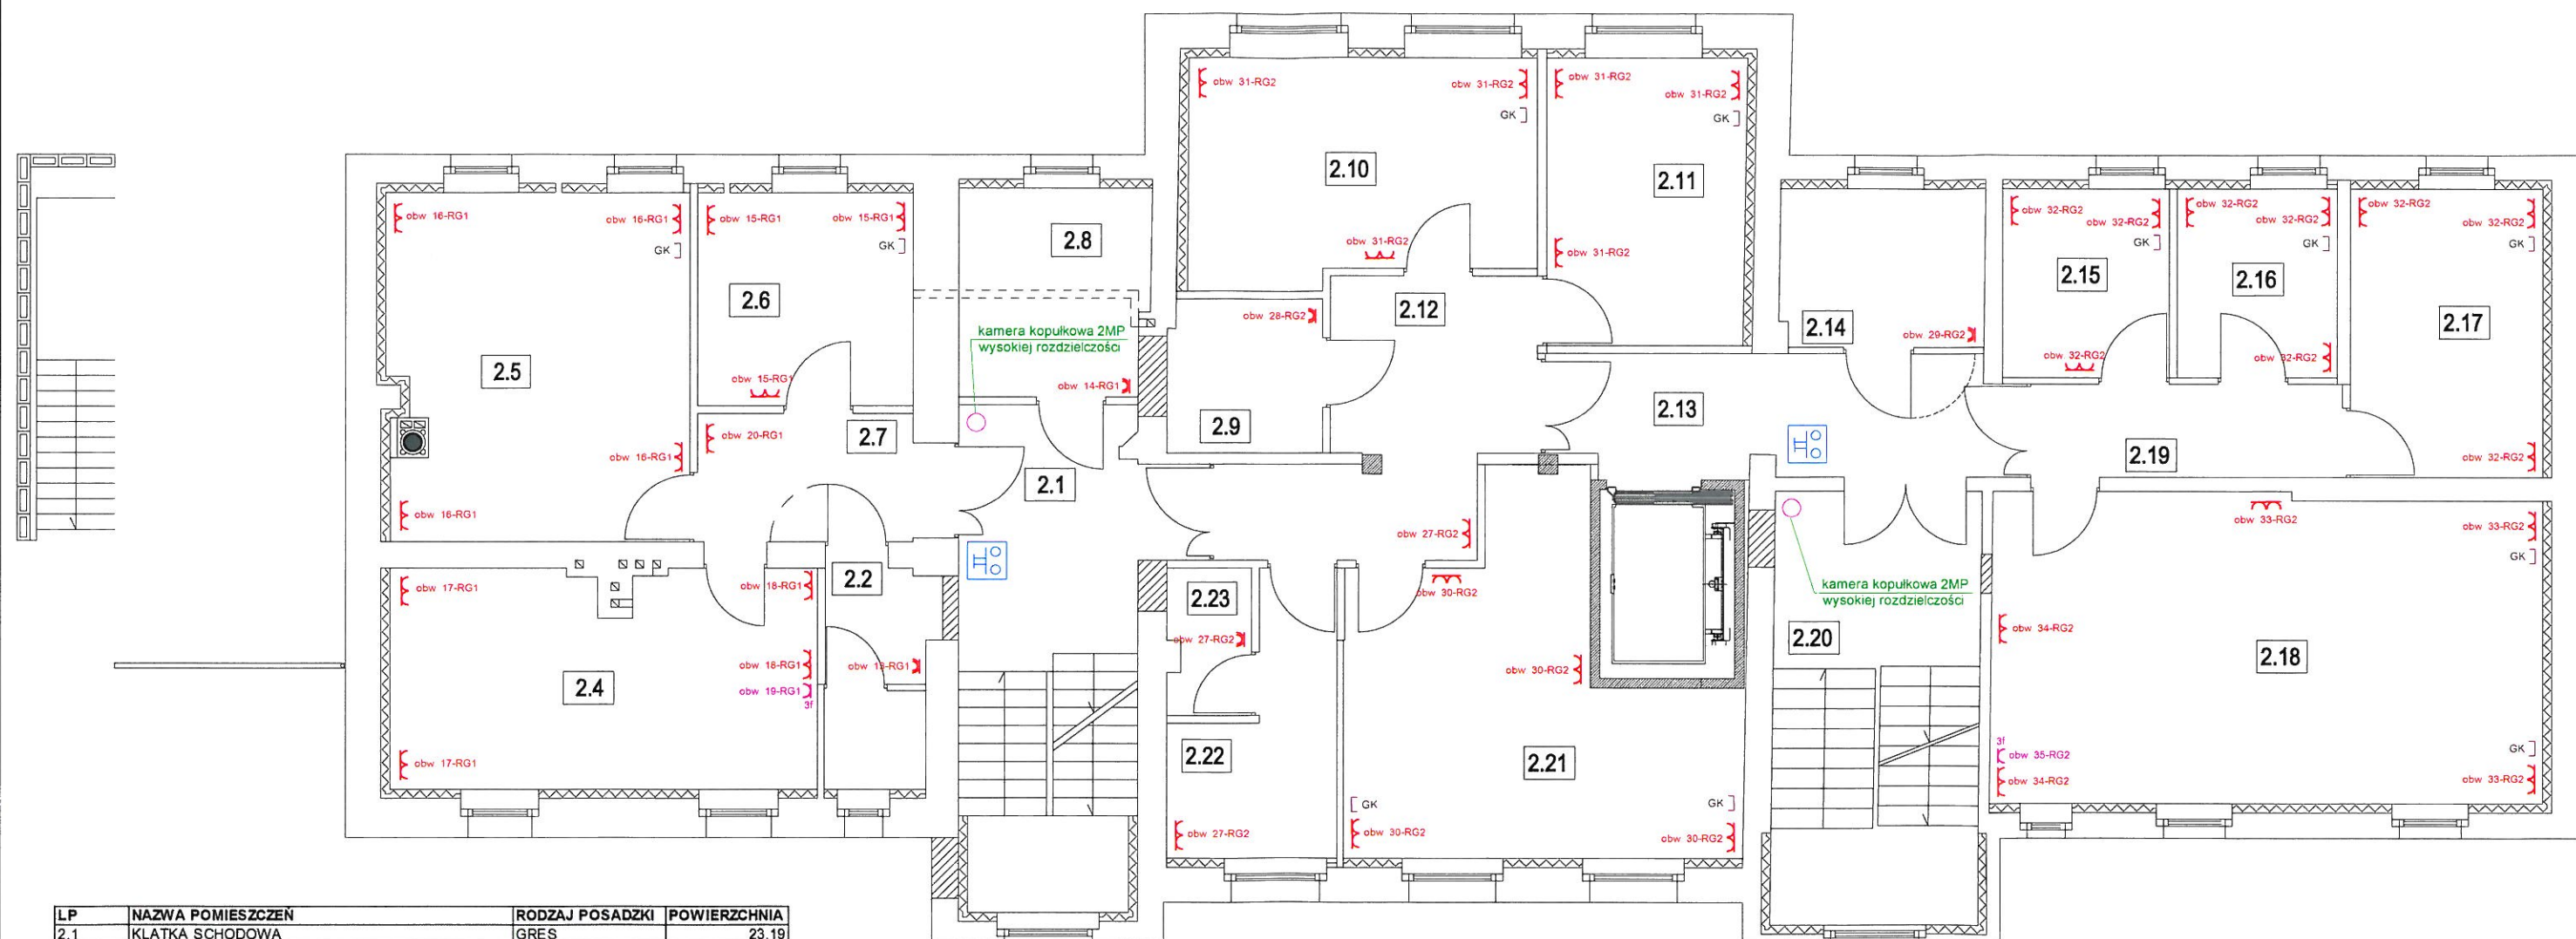 obw 31-RG2
obw 31-RG2
GK
2.10
obw 31-RG2
obw 31-RG2
obw 31-RG2
GK
2.11
obw 31-RG2
obw 16-RG1
obw 16-RG1
GK
2.5
obw 16-RG1
obw 16-RG1
obw 15-RG1
obw 15-RG1
GK
2.6
obw 15-RG1
obw 20-RG1
2.7
2.8
kamera kopułkowa 2MP
wysokiej rozdzielczości
obw 14-RG1
obw 28-RG2
2.9
2.12
2.13
2.14
obw 29-RG2
obw 32-RG2
obw 32-RG2
GK
2.15
obw 32-RG2
obw 32-RG2
obw 32-RG2
GK
2.16
obw 32-RG2
obw 32-RG2
obw 32-RG2
GK
2.17
obw 32-RG2
2.19
2.1
obw 27-RG2
obw 17-RG1
obw 18-RG1
2.2
obw 18-RG1
obw 19-RG1
3f
2.4
obw 17-RG1
obw 13-RG1
2.23
obw 27-RG2
2.22
obw 27-RG2
obw 30-RG2
obw 30-RG2
2.21
GK
obw 30-RG2
GK
obw 30-RG2
kamera kopułkowa 2MP
wysokiej rozdzielczości
2.20
obw 33-RG2
obw 33-RG2
GK
obw 34-RG2
2.18
3f
obw 35-RG2
obw 34-RG2
GK
obw 33-RG2
LP NAZWA POMIESZCZEŃ RODZAJ POSADZKI POWIERZCHNIA
2.1 KLATKA SCHODOWA GRES 23.19